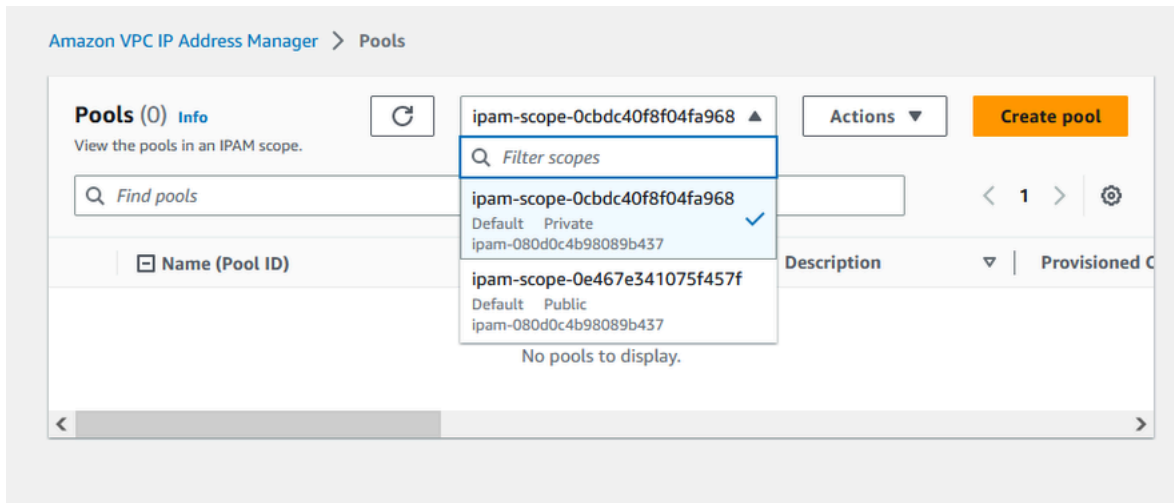 Amazon VPC IP Address Manager > Pools
Pools (0) Info
View the pools in an IPAM scope.
ipam-scope-0cbdc40f8f04fa968
Actions
Create pool
Filter scopes
Find pools
1
ipam-scope-0cbdc40f8f04fa968
Default Private
ipam-080d0c4b98089b437
ipam-scope-0e467e341075f457f
Default Public
ipam-080d0c4b98089b437
Name (Pool ID)
Description
Provisioned C
No pools to display.